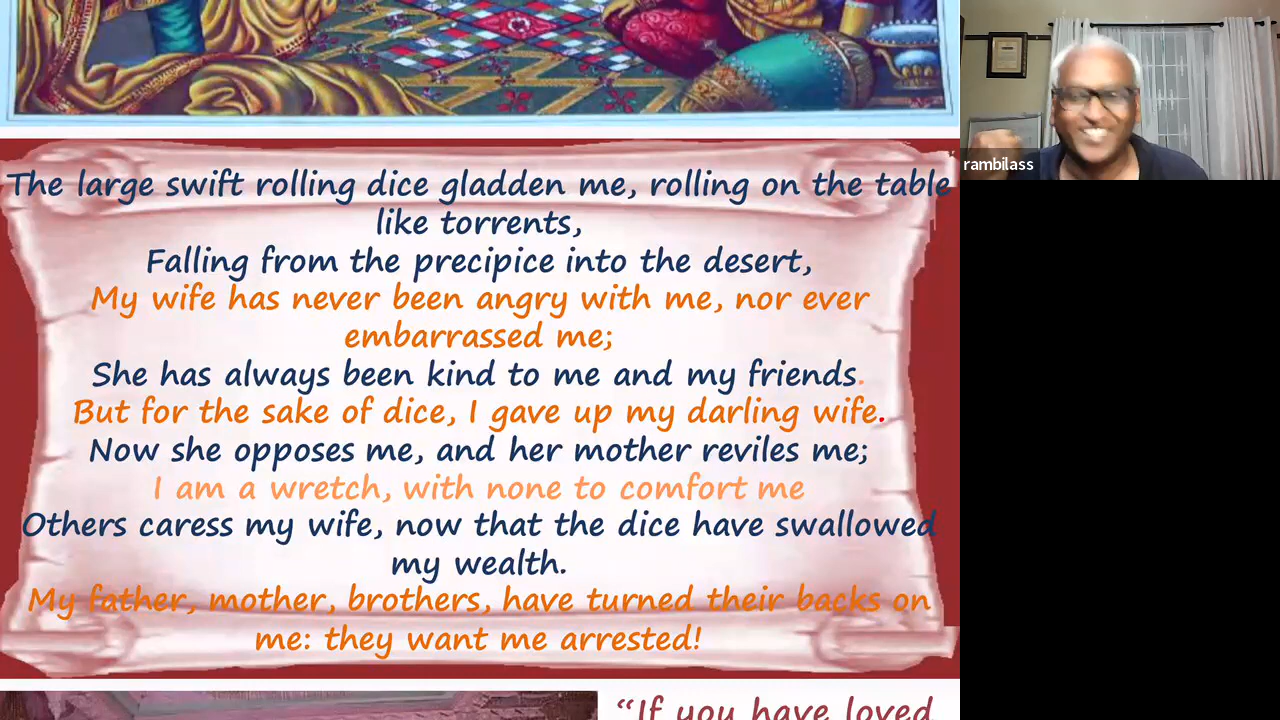 The large swift rolling dice gladden me, rolling on the table
like torrents,
Falling from the precipice into the desert,
My wife has never been angry with me, nor ever
embarrassed me;
She has always been kind to me and my friends.
But for the sake of dice, I gave up my darling wife.
Now she opposes me, and her mother reviles me;
I am a wretch, with none to comfort me
Others caress my wife, now that the dice have swallowed
my wealth.
My father, mother, brothers, have turned their backs on
me: they want me arrested!
“If you have loved
rambilass